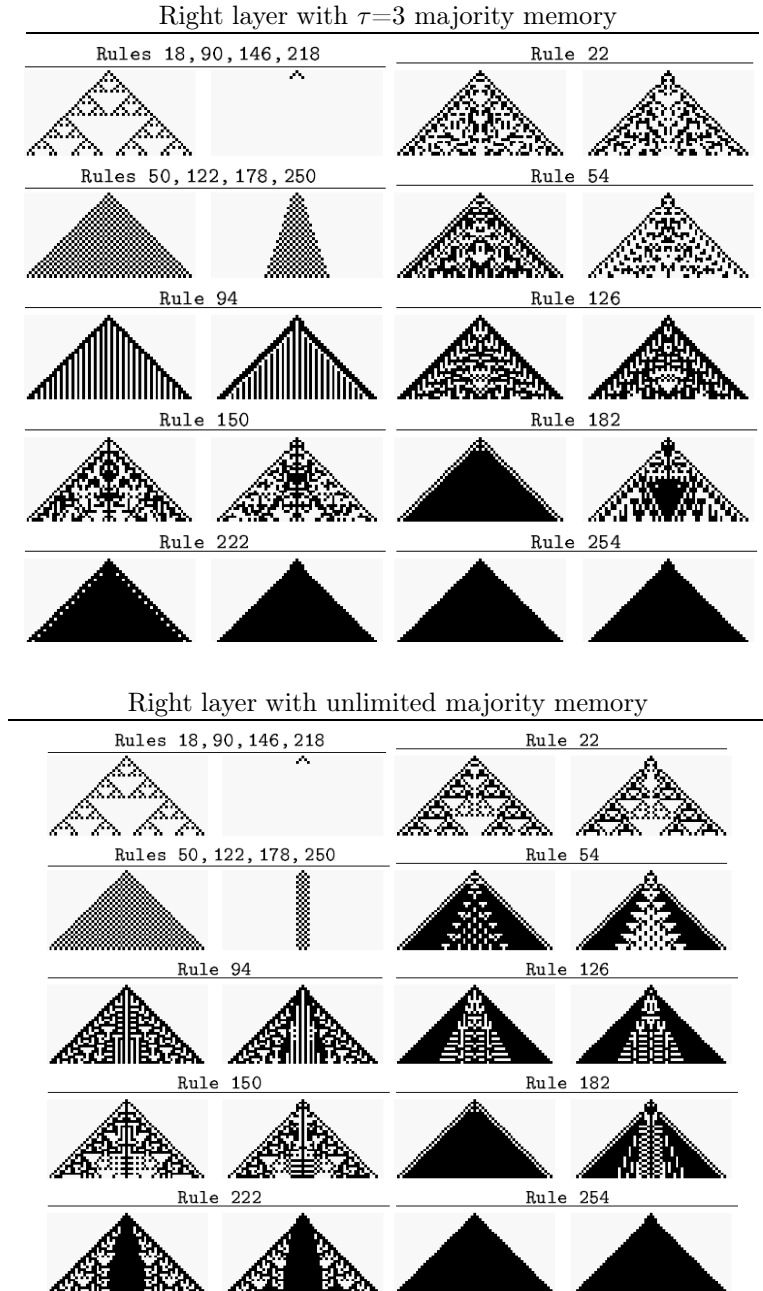 Right layer with τ=3 majority memory
Rules 18,90,146,218 Rule 22
Rules 50,122,178,250 Rule 54
Rule 94 Rule 126
Rule 150 Rule 182
Rule 222 Rule 254
Right layer with unlimited majority memory
Rules 18,90,146,218 Rule 22
Rules 50,122,178,250 Rule 54
Rule 94 Rule 126
Rule 150 Rule 182
Rule 222 Rule 254